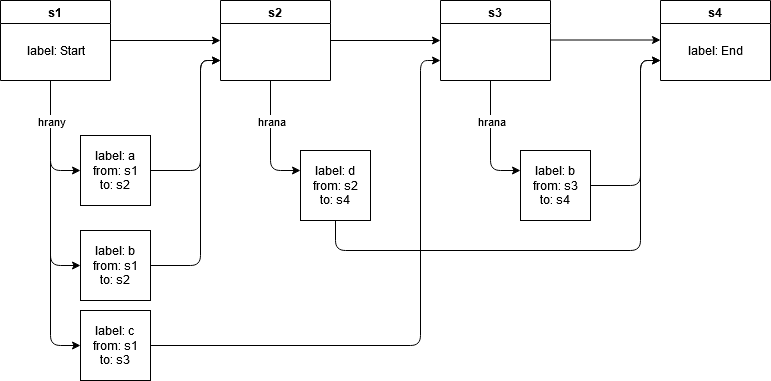 s1
label: Start
s2
s3
s4
label: End
hrany
hrana
hrana
label: a
from: s1
to: s2
label: d
from: s2
to: s4
label: b
from: s3
to: s4
label: b
from: s1
to: s2
label: c
from: s1
to: s3